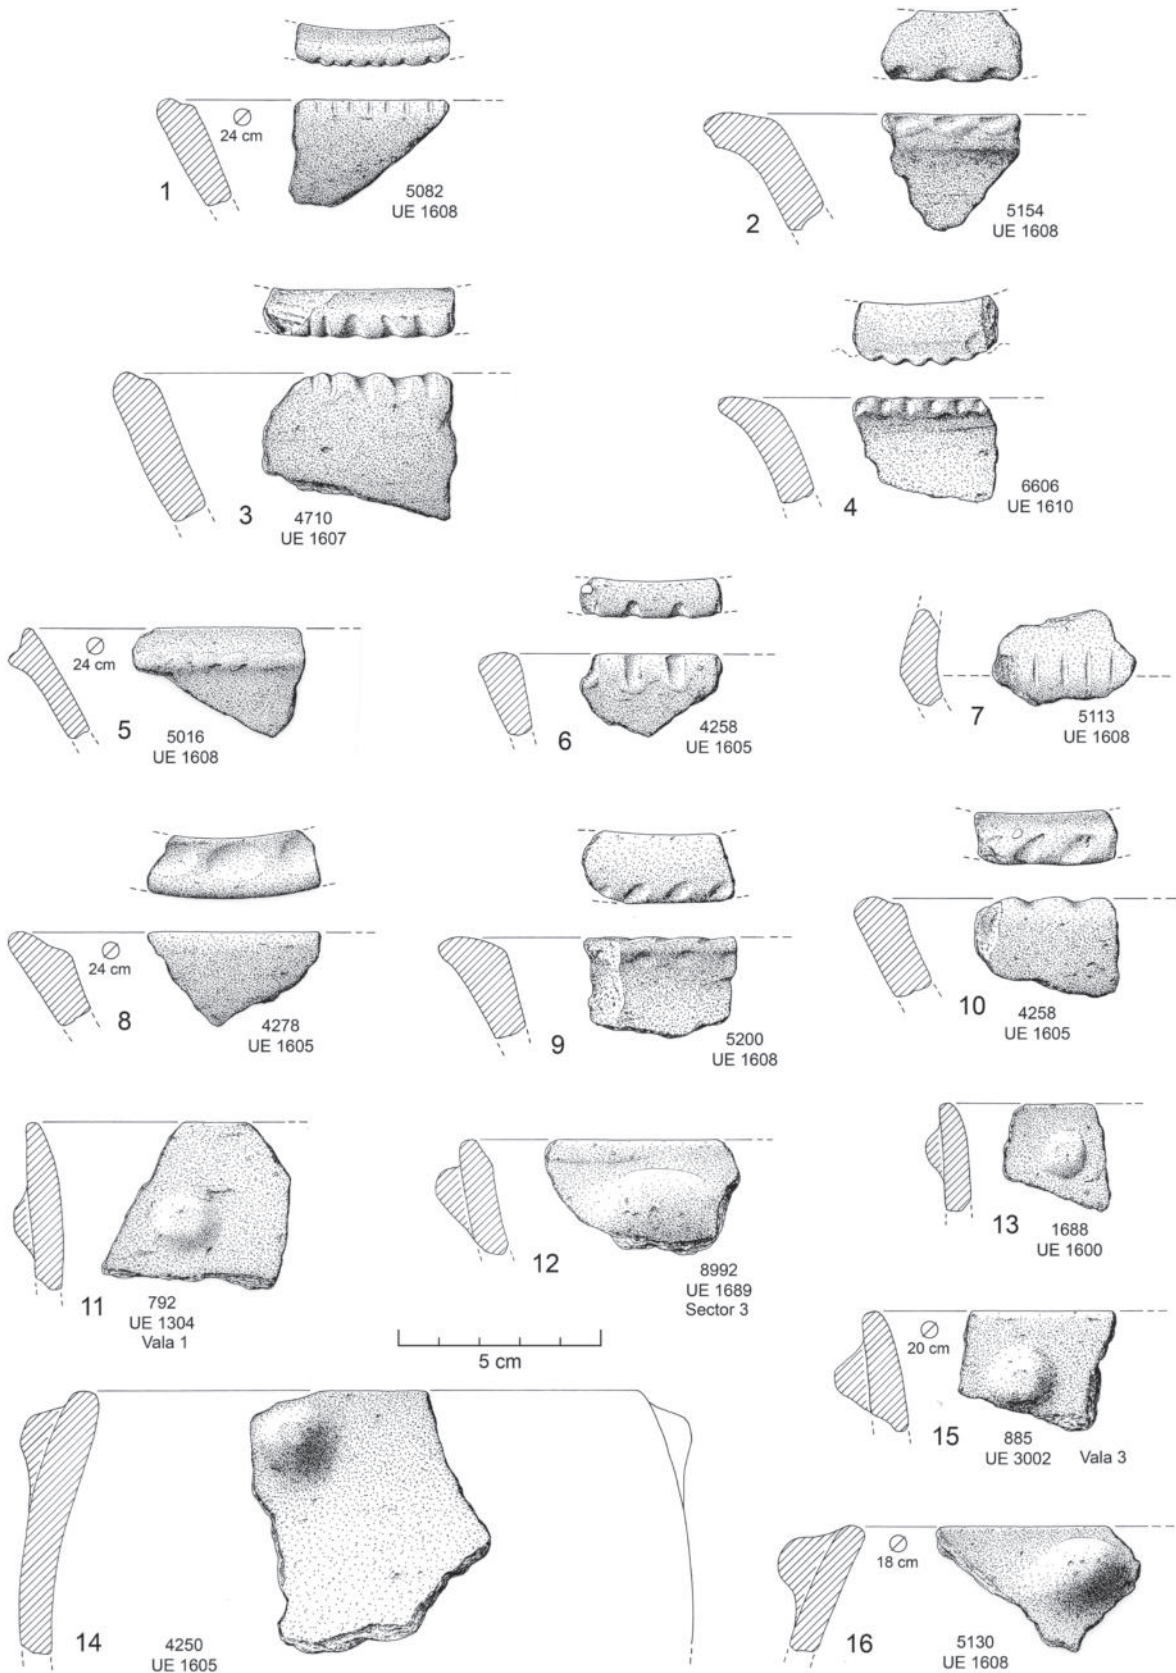 24 cm
1
5082
UE 1608
2
5154
UE 1608
3
4710
UE 1607
4
6606
UE 1610
24 cm
5
5016
UE 1608
6
4258
UE 1605
7
5113
UE 1608
24 cm
8
4278
UE 1605
9
5200
UE 1608
10
4258
UE 1605
11
792
UE 1304
Vala 1
12
8992
UE 1689
Sector 3
13
1688
UE 1600
5 cm
14
4250
UE 1605
20 cm
15
885
UE 3002
Vala 3
18 cm
16
5130
UE 1608